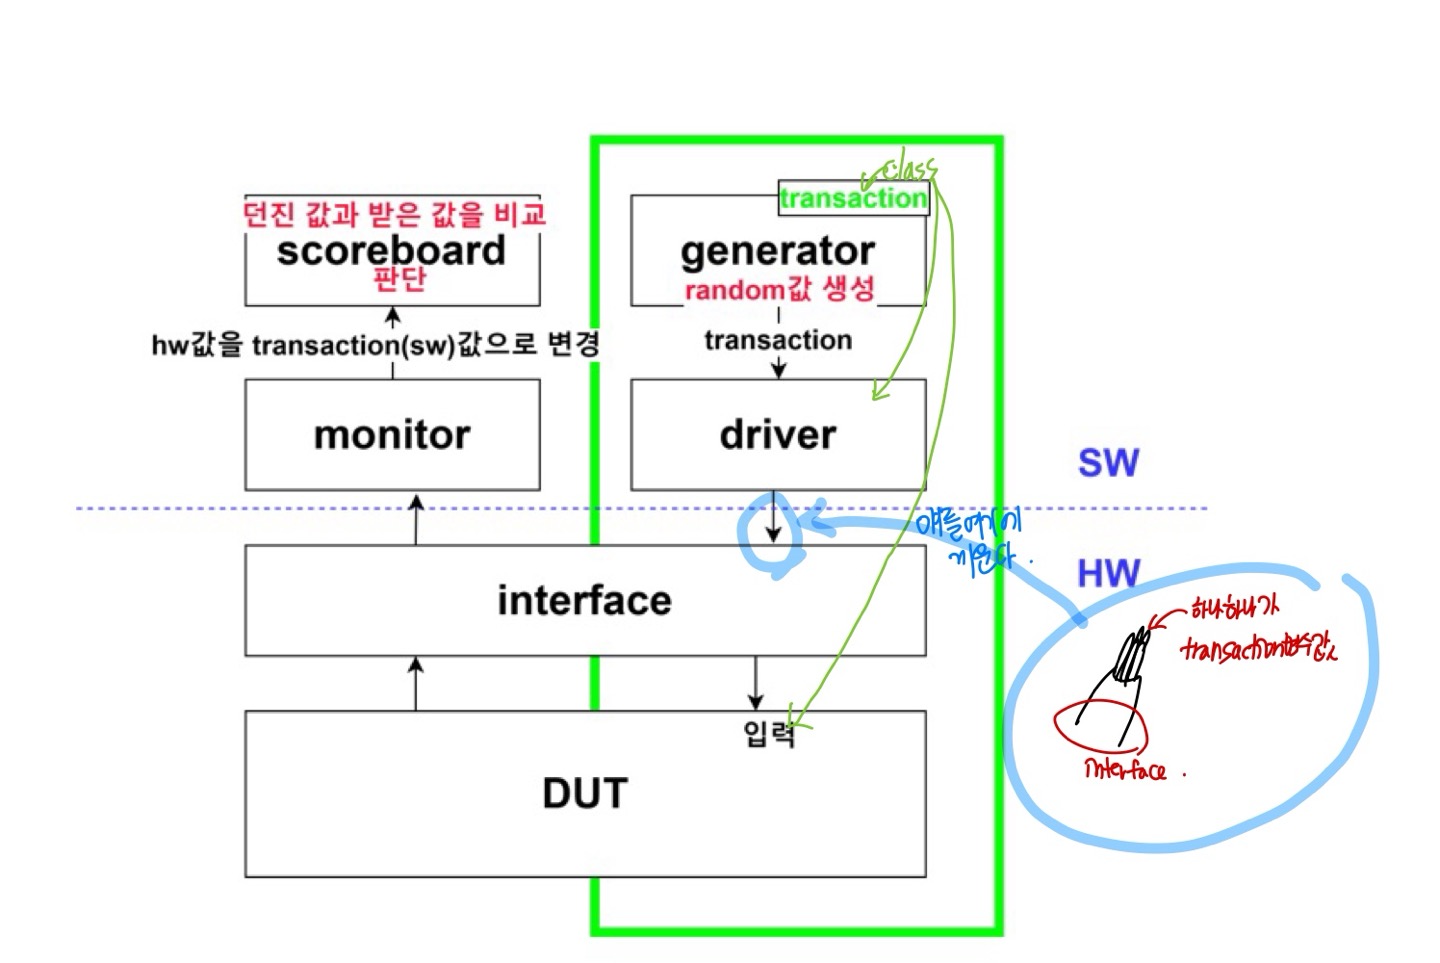 class
transaction
던진 값과 받은 값을 비교
scoreboard
판단
generator
random값 생성
hw값을 transaction(sw)값으로 변경
transaction
monitor
driver
SW
얘들여기에
끼운다.
HW
interface
하나하나가
transaction변수값
interface.
입력
DUT